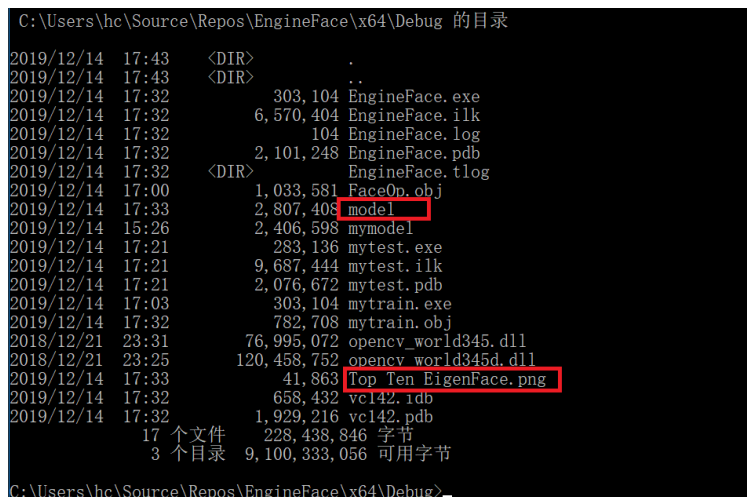 C:\Users\hc\Source\Repos\EngineFace\x64\Debug 的目录
2019/12/14 17:43 <DIR> .
2019/12/14 17:43 <DIR> ..
2019/12/14 17:32 303,104 EngineFace.exe
2019/12/14 17:32 6,570,404 EngineFace.ilk
2019/12/14 17:32 104 EngineFace.log
2019/12/14 17:32 2,101,248 EngineFace.pdb
2019/12/14 17:32 <DIR> EngineFace.tlog
2019/12/14 17:00 1,033,581 FaceOp.obj
2019/12/14 17:33 2,807,408 model
2019/12/14 15:26 2,406,598 mymodel
2019/12/14 17:21 283,136 mytest.exe
2019/12/14 17:21 9,687,444 mytest.ilk
2019/12/14 17:21 2,076,672 mytest.pdb
2019/12/14 17:03 303,104 mytrain.exe
2019/12/14 17:32 782,708 mytrain.obj
2018/12/21 23:31 76,995,072 opencv_world345.dll
2018/12/21 23:25 120,458,752 opencv_world345d.dll
2019/12/14 17:33 41,863 Top Ten EigenFace.png
2019/12/14 17:32 658,432 vc142.idb
2019/12/14 17:32 1,929,216 vc142.pdb
17 个文件 228,438,846 字节
3 个目录 9,100,333,056 可用字节
C:\Users\hc\Source\Repos\EngineFace\x64\Debug>_